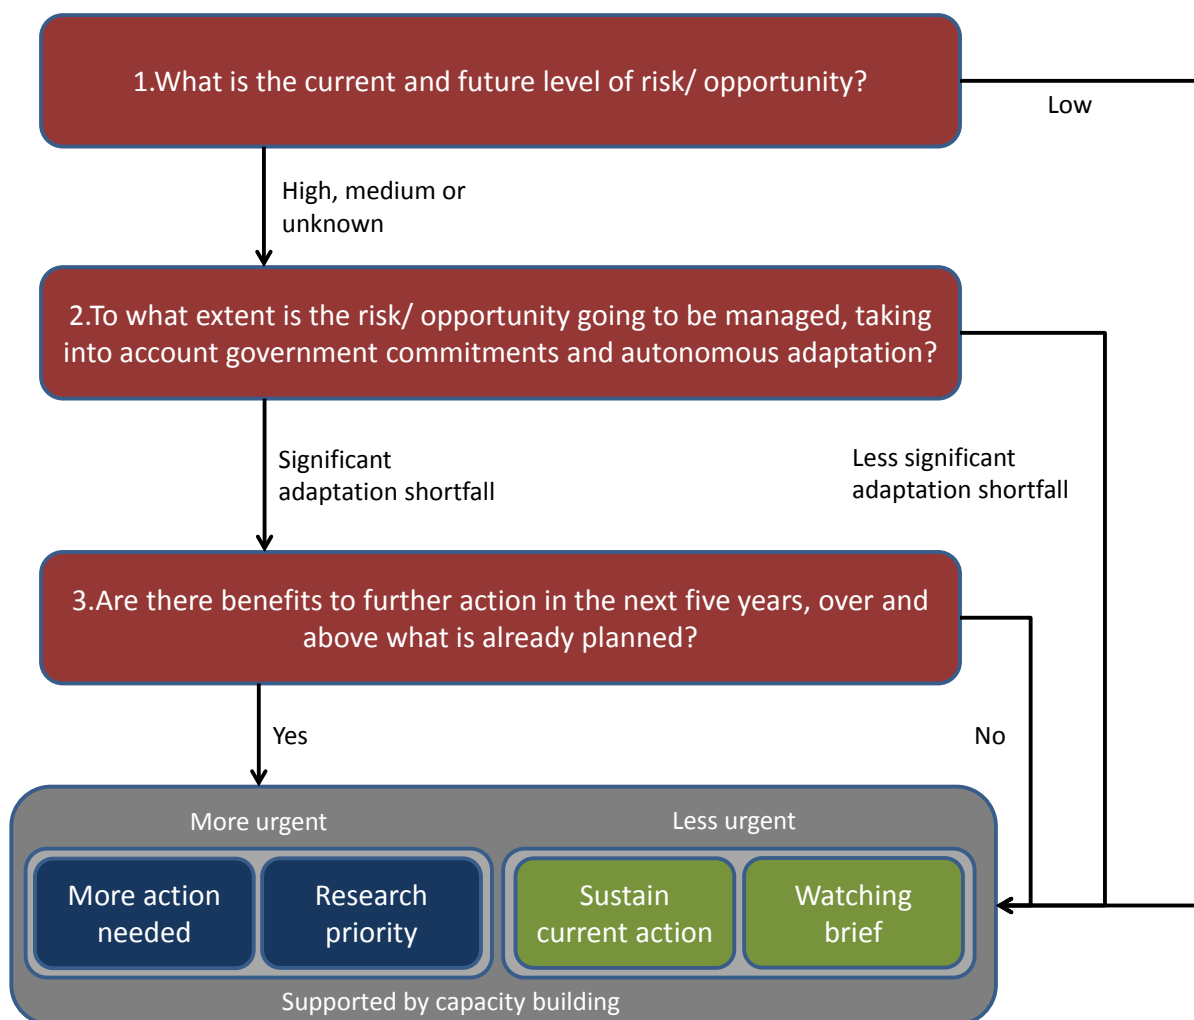 1.What is the current and future level of risk/ opportunity?
Low
High, medium or
unknown
2.To what extent is the risk/ opportunity going to be managed, taking
into account government commitments and autonomous adaptation?
Significant
adaptation shortfall
Less significant
adaptation shortfall
3.Are there benefits to further action in the next five years, over and
above what is already planned?
Yes
No
More urgent
Less urgent
More action
needed
Research
priority
Sustain
current action
Watching
brief
Supported by capacity building